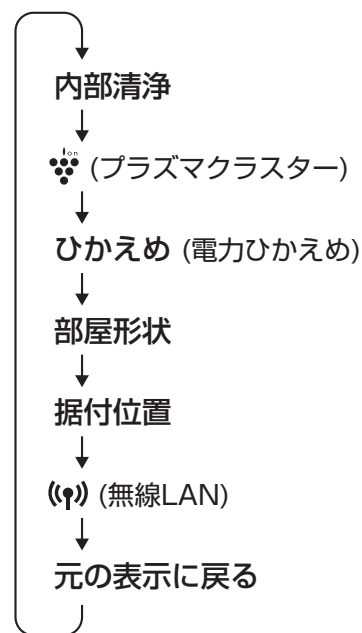 内部清浄
ion (プラズマクラスター)
ひかえめ (電力ひかえめ)
部屋形状
据付位置
(無線LAN)
元の表示に戻る